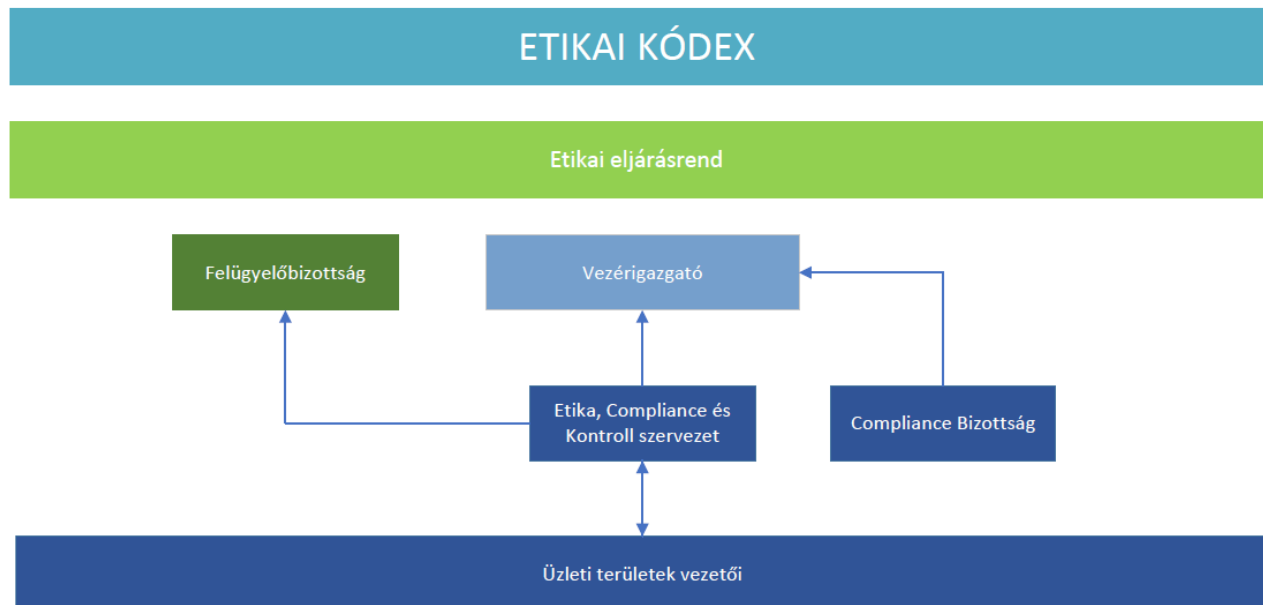 ETIKAI KÓDEX
Etikai eljárásrend
Felügyelőbizottság
Vezérigazgató
Etika, Compliance és
Kontroll szervezet
Compliance Bizottság
Üzleti területek vezetői